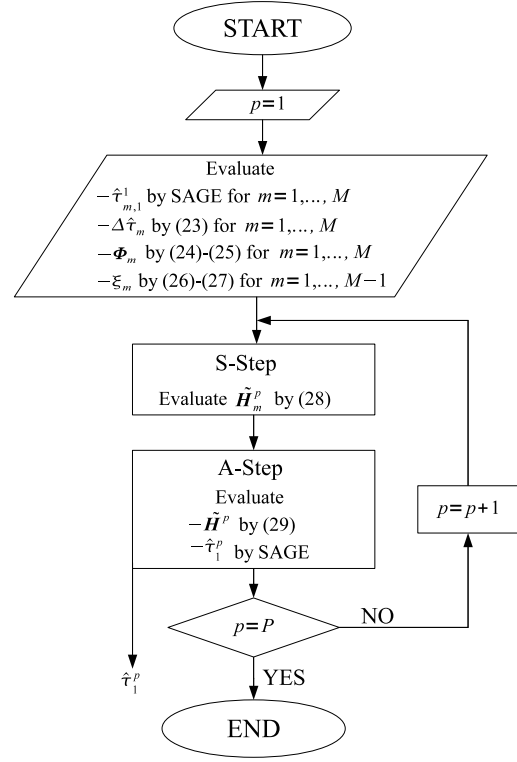 START
p=1
Evaluate
−τ̂¹ₘ,₁ by SAGE for m=1,..., M
−Δτ̂ₘ by (23) for m=1,..., M
−Φₘ by (24)-(25) for m=1,..., M
−ξₘ by (26)-(27) for m=1,..., M−1
S-Step
Evaluate H̃ᵖₘ by (28)
A-Step
Evaluate
−H̃ᵖ by (29)
−τ̂ᵖ₁ by SAGE
p=p+1
p=P
NO
τ̂ᵖ₁
YES
END